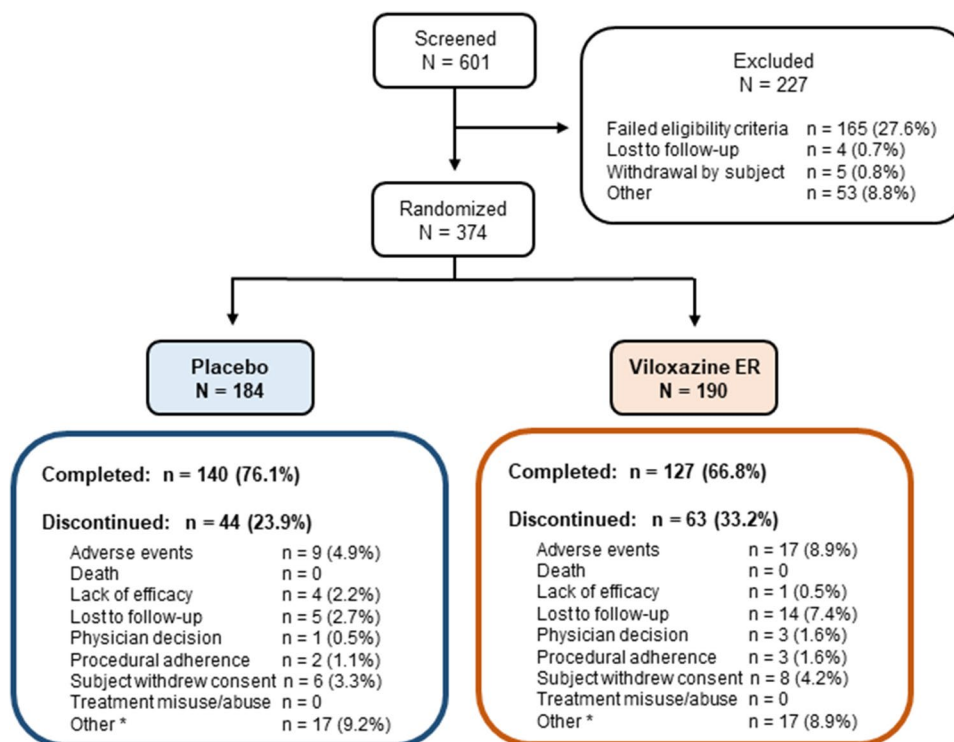 Screened
N = 601
Excluded
N = 227
Failed eligibility criteria n = 165 (27.6%)
Lost to follow-up n = 4 (0.7%)
Withdrawal by subject n = 5 (0.8%)
Other n = 53 (8.8%)
Randomized
N = 374
Placebo
N = 184
Viloxazine ER
N = 190
Completed: n = 140 (76.1%)
Discontinued: n = 44 (23.9%)
Adverse events n = 9 (4.9%)
Death n = 0
Lack of efficacy n = 4 (2.2%)
Lost to follow-up n = 5 (2.7%)
Physician decision n = 1 (0.5%)
Procedural adherence n = 2 (1.1%)
Subject withdrew consent n = 6 (3.3%)
Treatment misuse/abuse n = 0
Other * n = 17 (9.2%)
Completed: n = 127 (66.8%)
Discontinued: n = 63 (33.2%)
Adverse events n = 17 (8.9%)
Death n = 0
Lack of efficacy n = 1 (0.5%)
Lost to follow-up n = 14 (7.4%)
Physician decision n = 3 (1.6%)
Procedural adherence n = 3 (1.6%)
Subject withdrew consent n = 8 (4.2%)
Treatment misuse/abuse n = 0
Other * n = 17 (8.9%)